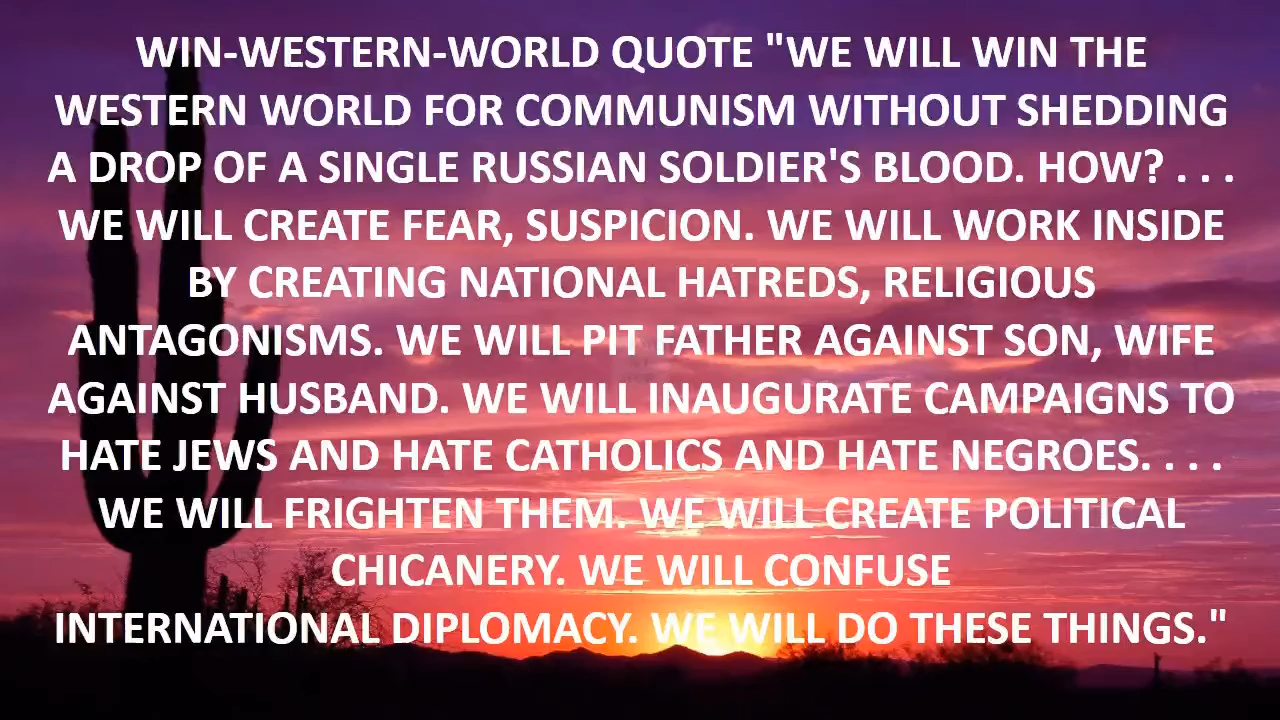 WIN-WESTERN-WORLD QUOTE "WE WILL WIN THE
WESTERN WORLD FOR COMMUNISM WITHOUT SHEDDING
A DROP OF A SINGLE RUSSIAN SOLDIER'S BLOOD. HOW? . . .
WE WILL CREATE FEAR, SUSPICION. WE WILL WORK INSIDE
BY CREATING NATIONAL HATREDS, RELIGIOUS
ANTAGONISMS. WE WILL PIT FATHER AGAINST SON, WIFE
AGAINST HUSBAND. WE WILL INAUGURATE CAMPAIGNS TO
HATE JEWS AND HATE CATHOLICS AND HATE NEGROES. . . .
WE WILL FRIGHTEN THEM. WE WILL CREATE POLITICAL
CHICANERY. WE WILL CONFUSE
INTERNATIONAL DIPLOMACY. WE WILL DO THESE THINGS."